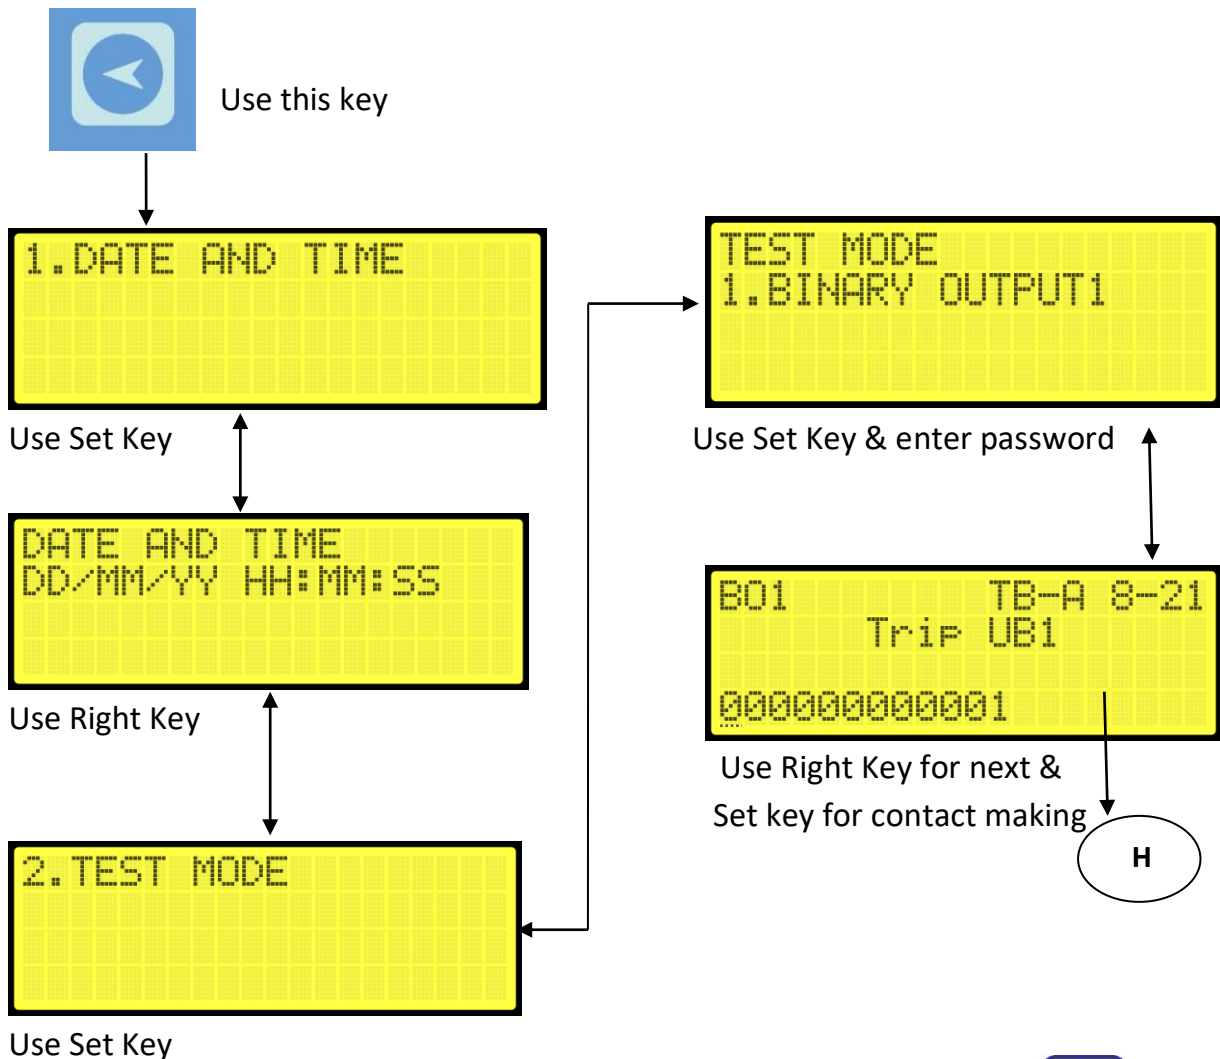 Use this key
1.DATE AND TIME
Use Set Key
DATE AND TIME
DD/MM/YY HH:MM:SS
Use Right Key
2.TEST MODE
Use Set Key
TEST MODE
1.BINARY OUTPUT1
Use Set Key & enter password
BO1 TB-A 8-21
Trip UB1
000000000001
Use Right Key for next &
Set key for contact making
H